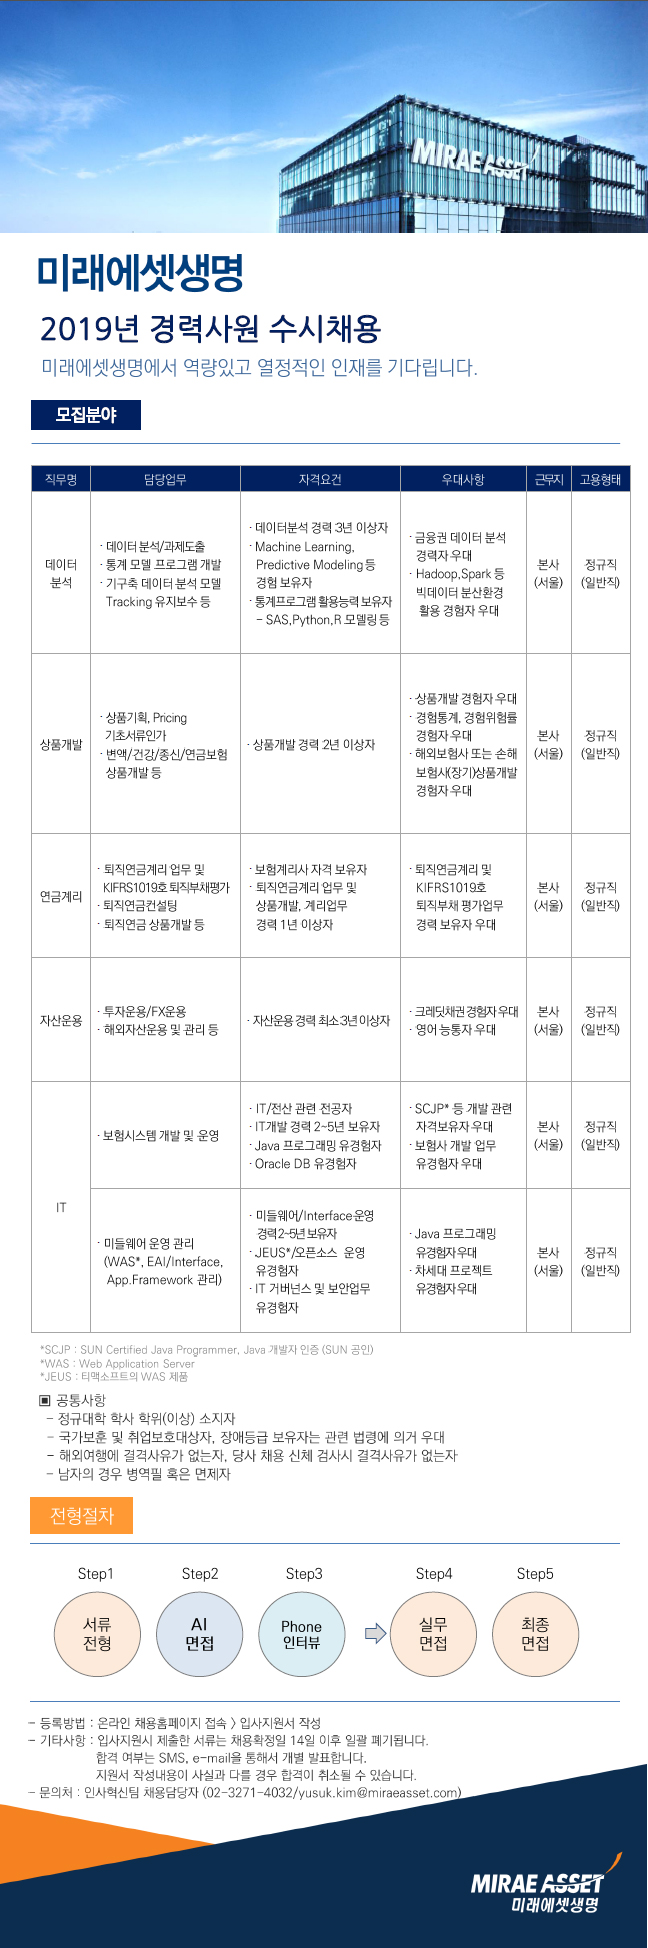 MIRAE ASSET
미래에셋생명
2019년 경력사원 수시채용
미래에셋생명에서 역량있고 열정적인 인재를 기다립니다.
모집분야
직무명 담당업무 자격요건 우대사항 근무지 고용형태
데이터
분석
· 데이터 분석/과제도출
· 통계 모델 프로그램 개발
· 기구축 데이터 분석 모델
Tracking 유지보수 등
· 데이터분석 경력 3년 이상자
· Machine Learning,
Predictive Modeling 등
경험 보유자
· 통계프로그램 활용능력 보유자
- SAS,Python,R 모델링 등
· 금융권 데이터 분석
경력자 우대
· Hadoop,Spark 등
빅데이터 분산환경
활용 경험자 우대
본사
(서울)
정규직
(일반직)
상품개발
· 상품기획, Pricing
기초서류인가
· 변액/건강/종신/연금보험
상품개발 등
· 상품개발 경력 2년 이상자
· 상품개발 경험자 우대
· 경험통계, 경험위험률
경험자 우대
· 해외보험사 또는 손해
보험사(장기)상품개발
경험자 우대
본사
(서울)
정규직
(일반직)
연금계리
· 퇴직연금계리 업무 및
KIFRS1019호 퇴직부채평가
· 퇴직연금컨설팅
· 퇴직연금 상품개발 등
· 보험계리사 자격 보유자
· 퇴직연금계리 업무 및
상품개발, 계리업무
경력 1년 이상자
· 퇴직연금계리 및
KIFRS1019호
퇴직부채 평가업무
경력 보유자 우대
본사
(서울)
정규직
(일반직)
자산운용
· 투자운용/FX운용
· 해외자산운용 및 관리 등
· 자산운용 경력 최소 3년 이상자
· 크레딧채권 경험자 우대
· 영어 능통자 우대
본사
(서울)
정규직
(일반직)
IT
· 보험시스템 개발 및 운영
· IT/전산 관련 전공자
· IT개발 경력 2~5년 보유자
· Java 프로그래밍 유경험자
· Oracle DB 유경험자
· SCJP* 등 개발 관련
자격보유자 우대
· 보험사 개발 업무
유경험자 우대
본사
(서울)
정규직
(일반직)
· 미들웨어 운영 관리
(WAS*, EAI/Interface,
App.Framework 관리)
· 미들웨어/Interface 운영
경력 2~5년 보유자
· JEUS*/오픈소스 운영
유경험자
· IT 거버넌스 및 보안업무
유경험자
· Java 프로그래밍
유경험자 우대
· 차세대 프로젝트
유경험자 우대
본사
(서울)
정규직
(일반직)
*SCJP : SUN Certified Java Programmer, Java 개발자 인증 (SUN 공인)
*WAS : Web Application Server
*JEUS : 티맥소프트의 WAS 제품
▣ 공통사항
- 정규대학 학사 학위(이상) 소지자
- 국가보훈 및 취업보호대상자, 장애등급 보유자는 관련 법령에 의거 우대
- 해외여행에 결격사유가 없는자, 당사 채용 신체 검사시 결격사유가 없는자
- 남자의 경우 병역필 혹은 면제자
전형절차
Step1 Step2 Step3 Step4 Step5
서류
전형
AI
면접
Phone
인터뷰
실무
면접
최종
면접
- 등록방법 : 온라인 채용홈페이지 접속 > 입사지원서 작성
- 기타사항 : 입사지원시 제출한 서류는 채용확정일 14일 이후 일괄 폐기됩니다.
합격 여부는 SMS, e-mail을 통해서 개별 발표합니다.
지원서 작성내용이 사실과 다를 경우 합격이 취소될 수 있습니다.
- 문의처 : 인사혁신팀 채용담당자 (02-3271-4032/yusuk.kim@miraeasset.com)
MIRAE ASSET
미래에셋생명